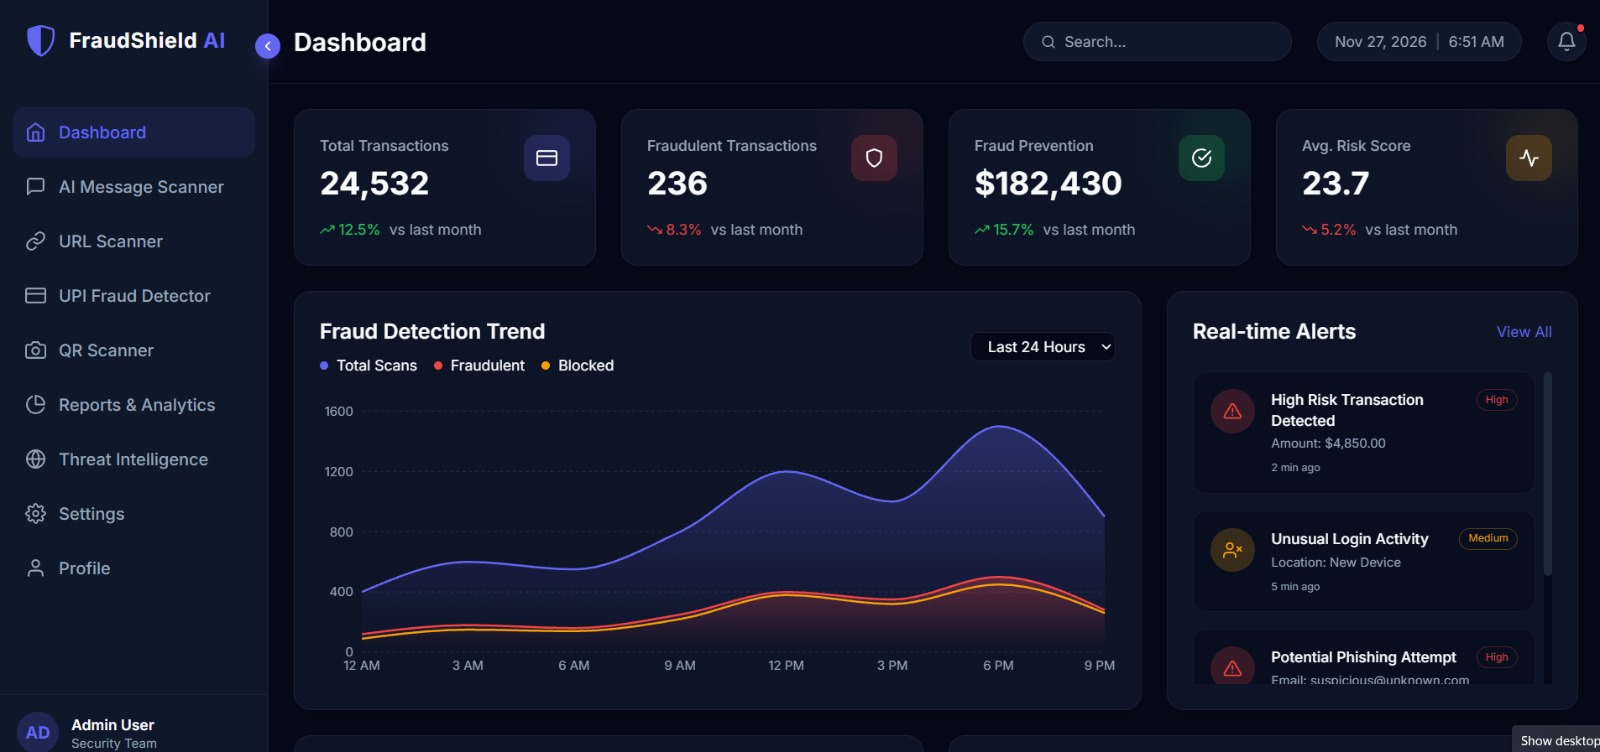 FraudShield AI
Dashboard
Search...
Nov 27, 2026 | 6:51 AM
Dashboard
AI Message Scanner
URL Scanner
UPI Fraud Detector
QR Scanner
Reports & Analytics
Threat Intelligence
Settings
Profile
AD
Admin User
Security Team
Total Transactions
24,532
12.5% vs last month
Fraudulent Transactions
236
8.3% vs last month
Fraud Prevention
$182,430
15.7% vs last month
Avg. Risk Score
23.7
5.2% vs last month
Fraud Detection Trend
Total Scans Fraudulent Blocked
Last 24 Hours
1600
1200
800
400
0
12 AM 3 AM 6 AM 9 AM 12 PM 3 PM 6 PM 9 PM
Real-time Alerts
View All
High Risk Transaction
Detected
High
Amount: $4,850.00
2 min ago
Unusual Login Activity
Medium
Location: New Device
5 min ago
Potential Phishing Attempt
High
Email: suspicious@unknown.com
Show desktop